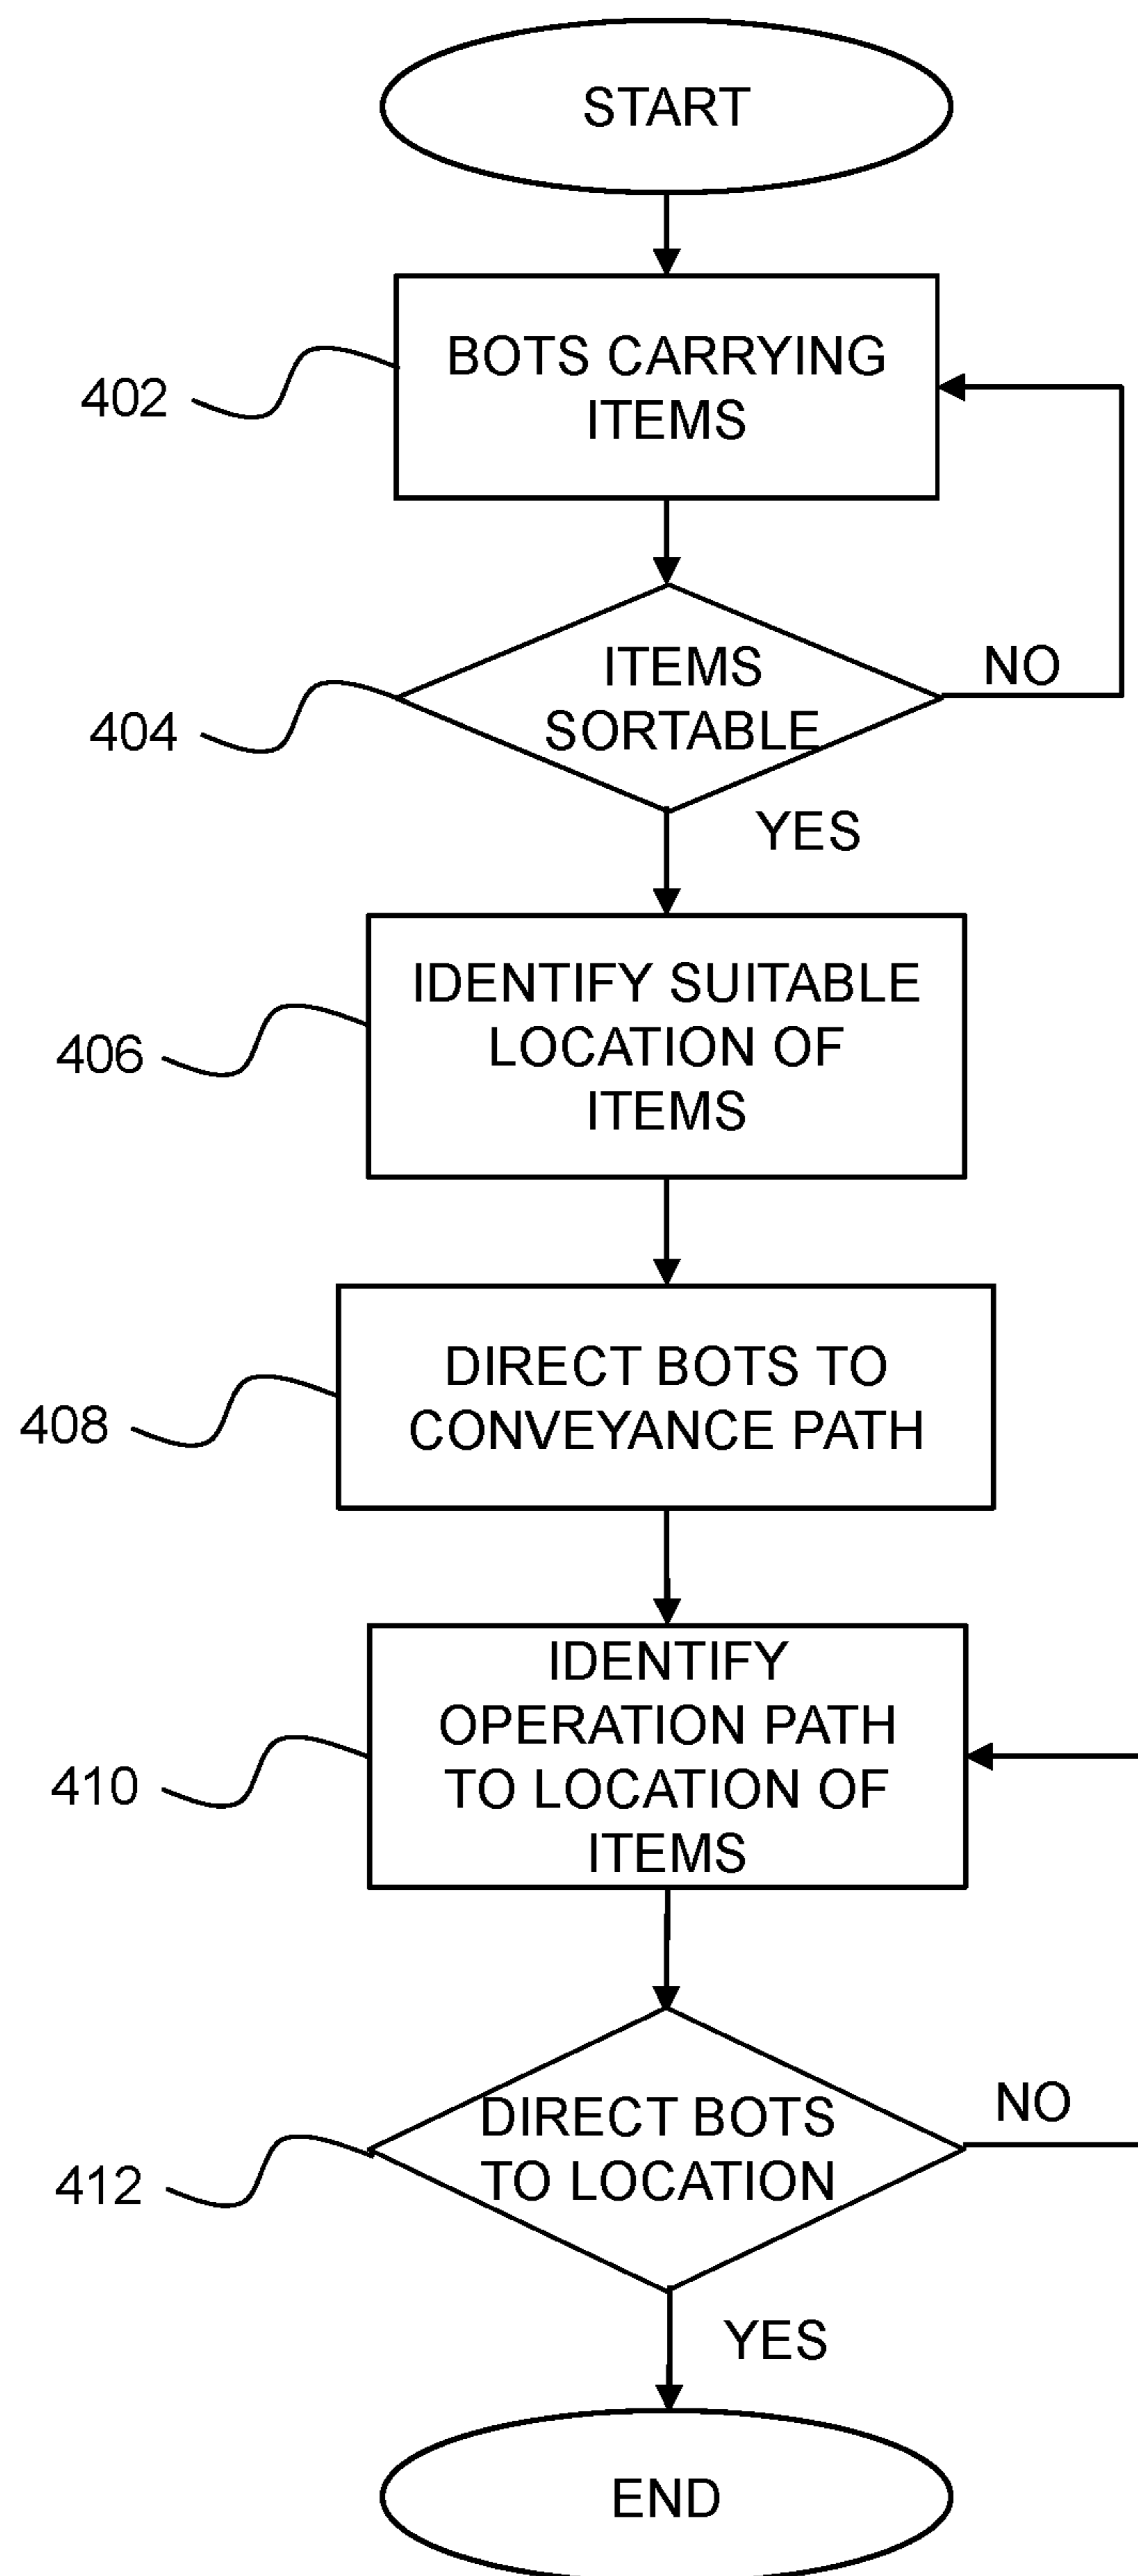 START
BOTS CARRYING
ITEMS
402
ITEMS
SORTABLE
NO
404
YES
IDENTIFY SUITABLE
LOCATION OF
ITEMS
406
DIRECT BOTS TO
CONVEYANCE PATH
408
IDENTIFY
OPERATION PATH
TO LOCATION OF
ITEMS
410
DIRECT BOTS
TO LOCATION
NO
412
YES
END